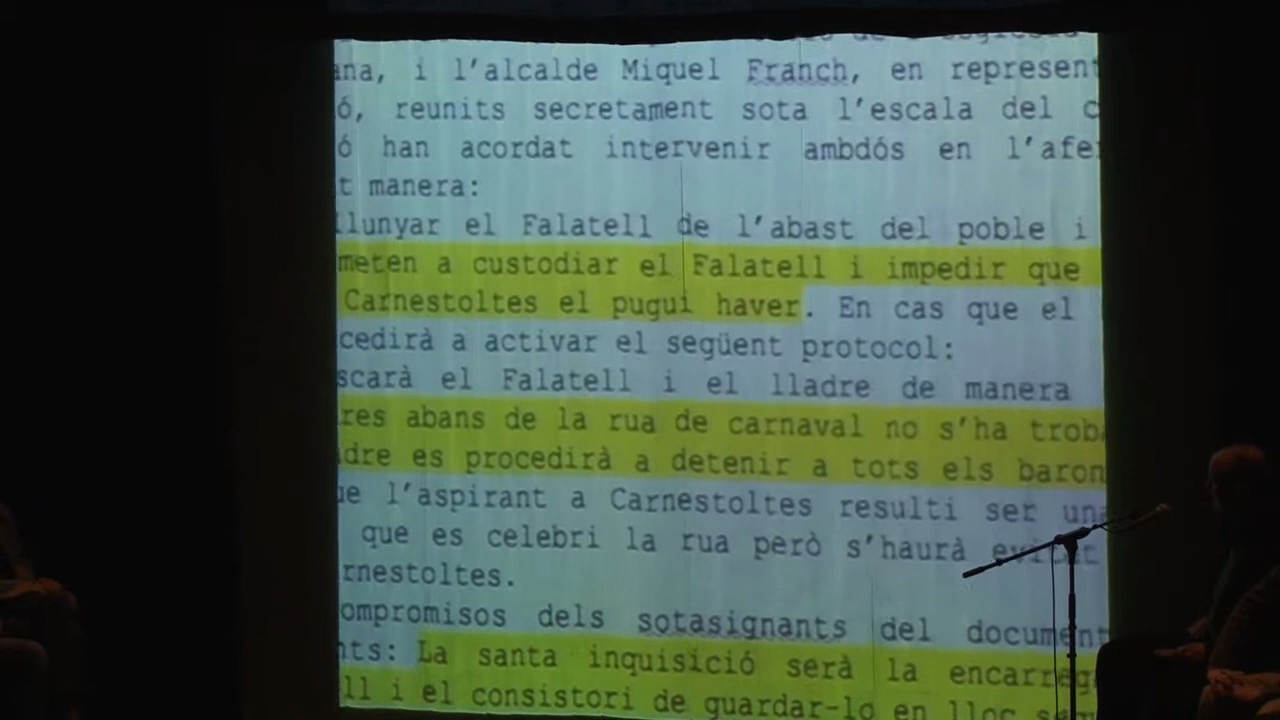 ana, i l'alcalde Miquel Franch, en represent
ó, reunits secretament sota l'escala del c
ó han acordat intervenir ambdós en l'afe
t manera:
llunyar el Falatell de l'abast del poble i
meten a custodiar el Falatell i impedir que
Carnestoltes el pugui haver. En cas que el
cedirà a activar el següent protocol:
scarà el Falatell i el lladre de manera
res abans de la rua de carnaval no s'ha trob
adre es procedirà a detenir a tots els baron
ue l'aspirant a Carnestoltes resulti ser una
que es celebri la rua però s'haurà evitat
rnestoltes.
ompromisos dels sotasignants del document
nts: La santa inquisició serà la encarreg
ll i el consistori de guardar-lo en lloc seg